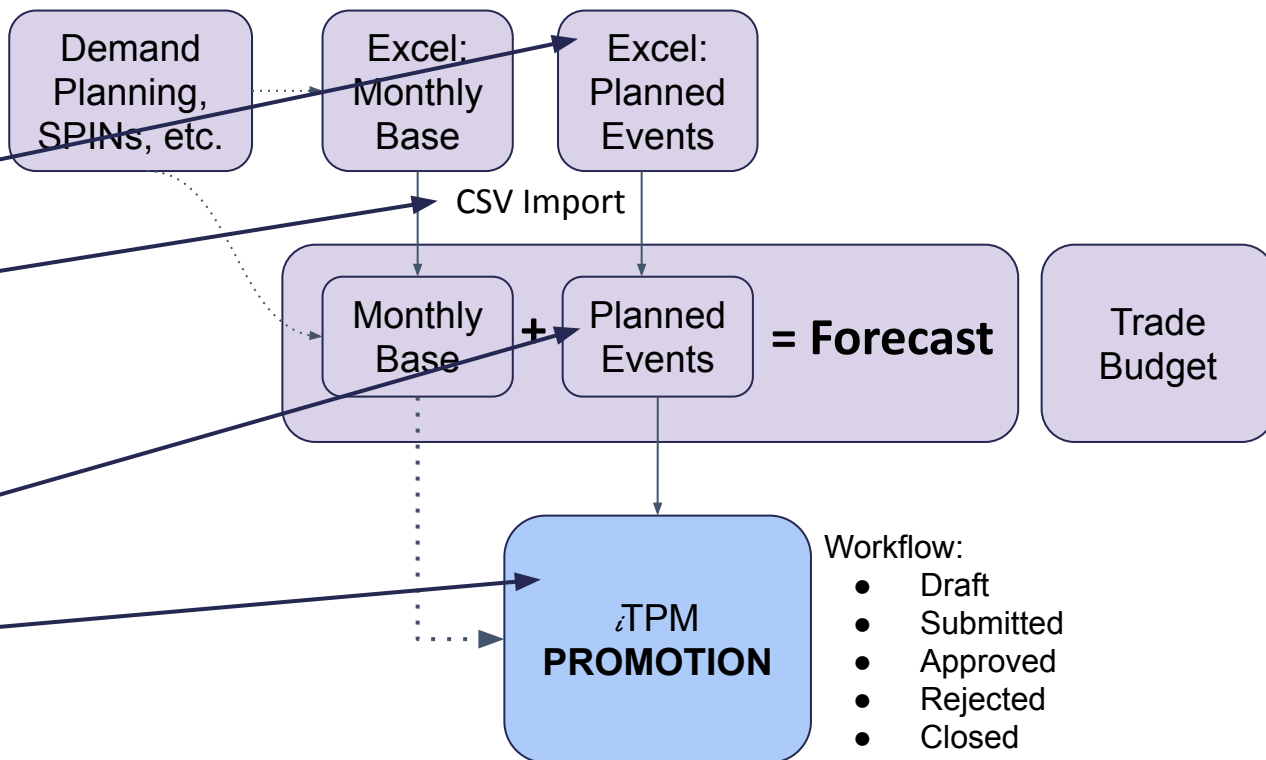 Demand
Planning,
SPINs, etc.
Excel:
Monthly
Base
Excel:
Planned
Events
CSV Import
Monthly
Base
+
Planned
Events
= Forecast
Trade
Budget
iTPM
PROMOTION
Workflow:
● Draft
● Submitted
● Approved
● Rejected
● Closed